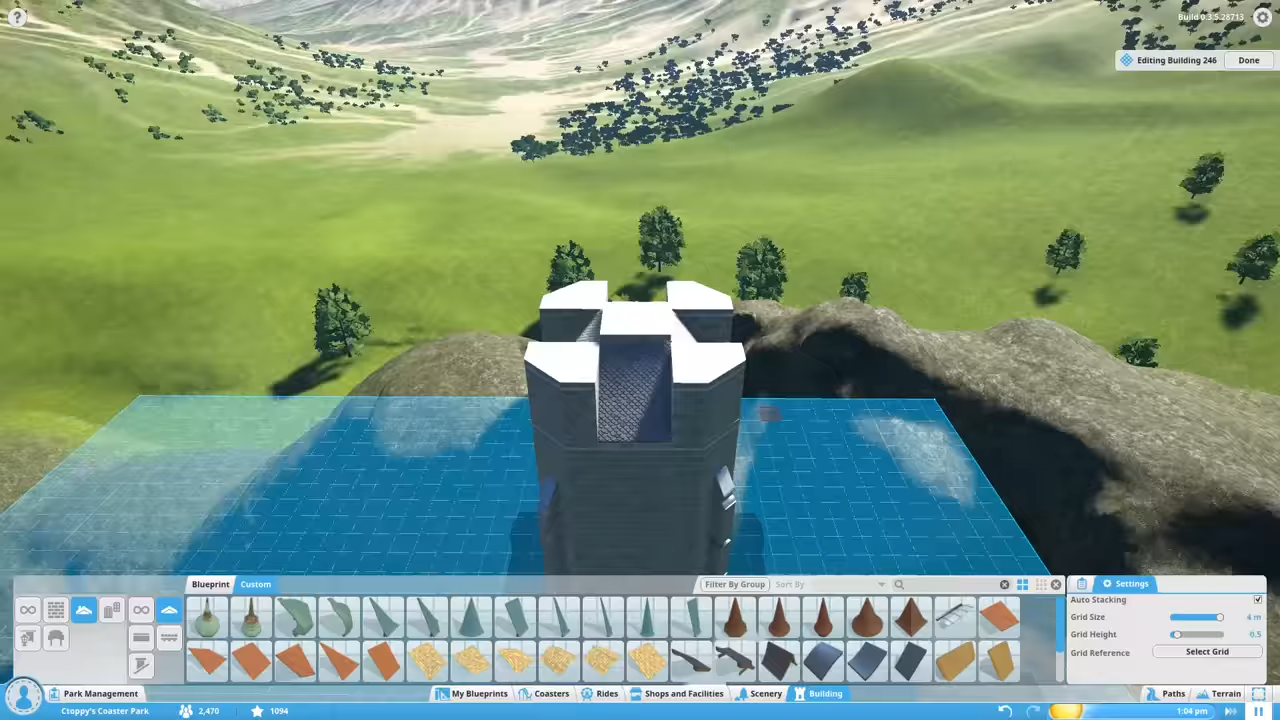 ?
Build 0.3.5.28713
Editing Building 246
Done
Blueprint
Custom
Filter By Group
Sort By
Settings
Auto Stacking
Grid Size
4 m
Grid Height
0.5
Grid Reference
Select Grid
Park Management
My Blueprints
Coasters
Rides
Shops and Facilities
Scenery
Building
Paths
Terrain
Ctoppy's Coaster Park
2,470
1094
1:04 pm